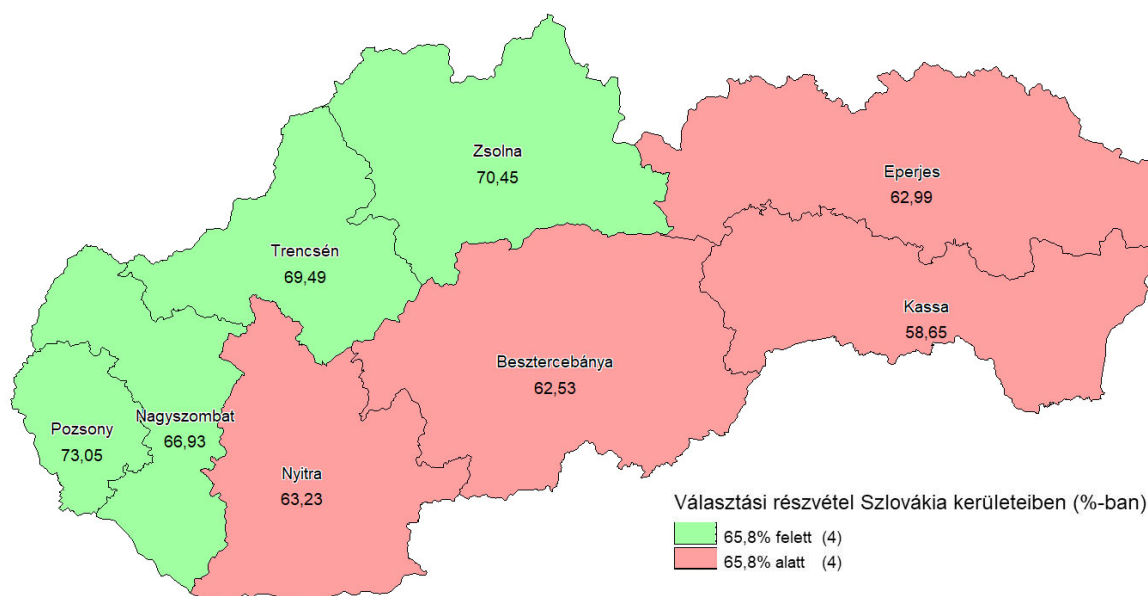 Zsolna
70,45
Eperjes
62,99
Trencsén
69,49
Kassa
58,65
Besztercebánya
62,53
Nagyszombat
66,93
Pozsony
73,05
Nyitra
63,23
Választási részvétel Szlovákia kerületeiben (%-ban)
65,8% felett (4)
65,8% alatt (4)